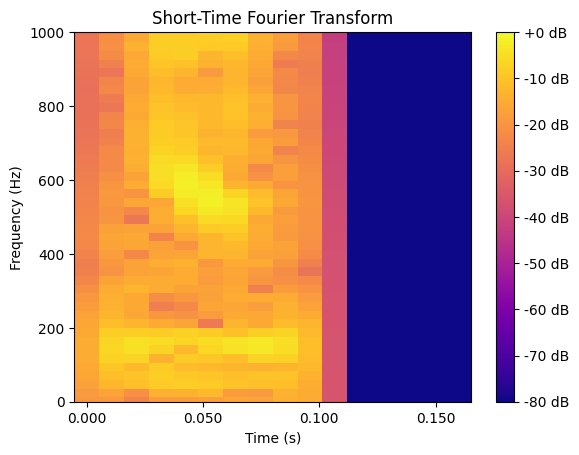 Short-Time Fourier Transform
1000
800
600
400
200
0
Frequency (Hz)
0.000
0.050
0.100
0.150
Time (s)
+0 dB
-10 dB
-20 dB
-30 dB
-40 dB
-50 dB
-60 dB
-70 dB
-80 dB